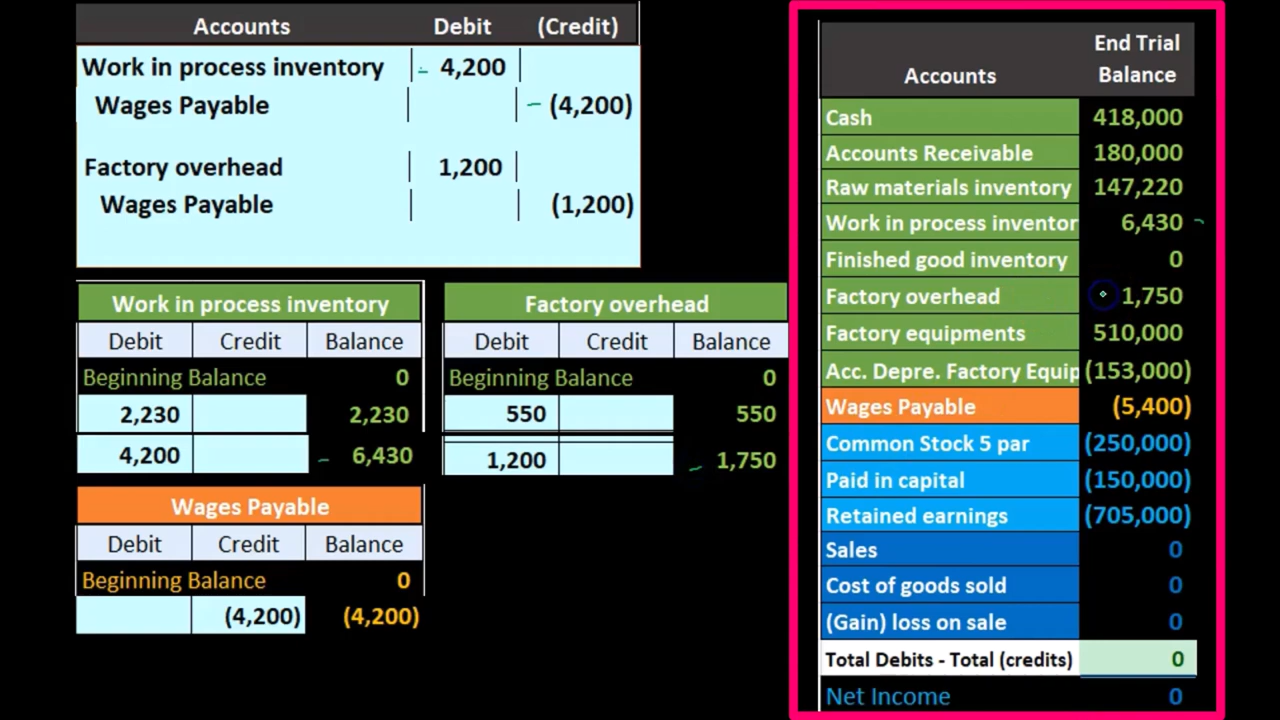 Accounts Debit (Credit)
Work in process inventory 4,200
Wages Payable (4,200)
Factory overhead 1,200
Wages Payable (1,200)
Work in process inventory
Debit Credit Balance
Beginning Balance 0
2,230 2,230
4,200 6,430
Factory overhead
Debit Credit Balance
Beginning Balance 0
550 550
1,200 1,750
Wages Payable
Debit Credit Balance
Beginning Balance 0
(4,200) (4,200)
End Trial
Accounts Balance
Cash 418,000
Accounts Receivable 180,000
Raw materials inventory 147,220
Work in process inventor 6,430
Finished good inventory 0
Factory overhead 1,750
Factory equipments 510,000
Acc. Depre. Factory Equip (153,000)
Wages Payable (5,400)
Common Stock 5 par (250,000)
Paid in capital (150,000)
Retained earnings (705,000)
Sales 0
Cost of goods sold 0
(Gain) loss on sale 0
Total Debits - Total (credits) 0
Net Income 0